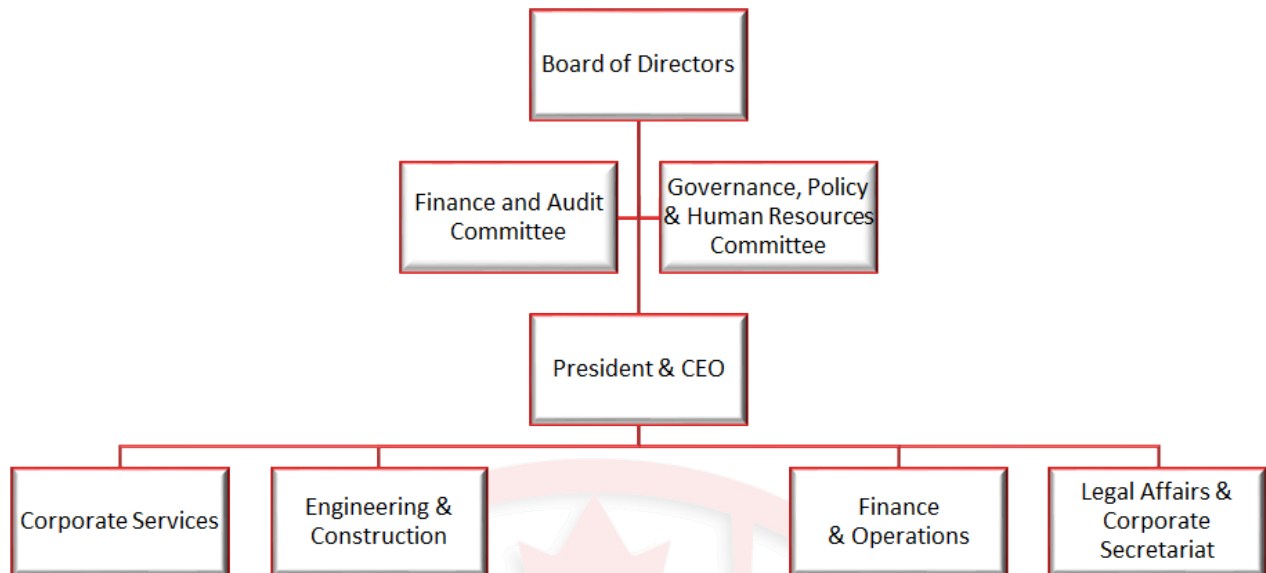 Board of Directors
Finance and Audit
Committee
Governance, Policy
& Human Resources
Committee
President & CEO
Corporate Services
Engineering &
Construction
Finance
& Operations
Legal Affairs &
Corporate
Secretariat